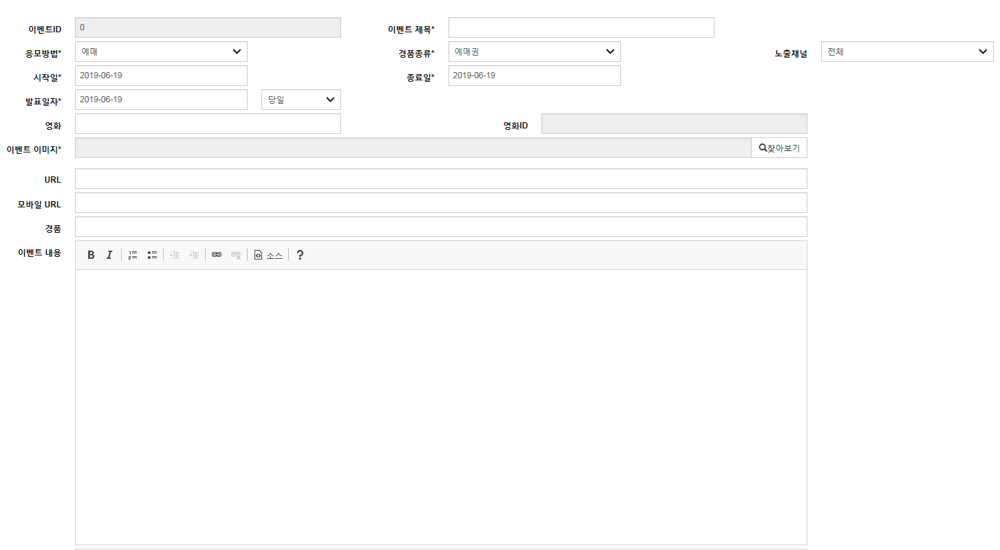 이벤트ID 0 이벤트 제목*
응모방법* 예매 경품종류* 예매권 노출채널 전체
시작일* 2019-06-19 종료일* 2019-06-19
발표일자* 2019-06-19 당일
영화 영화ID
이벤트 이미지* 찾아보기
URL
모바일 URL
경품
이벤트 내용 B I 소스 ?